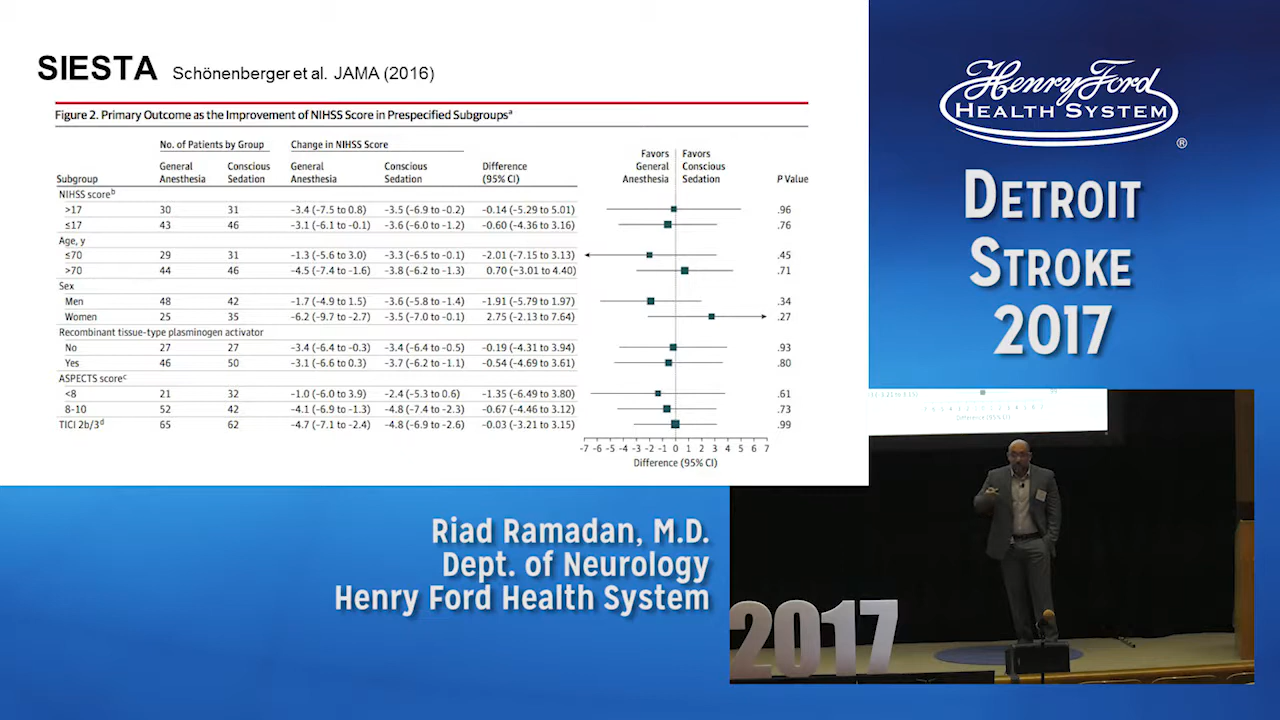 SIESTA Schönenberger et al. JAMA (2016)
Figure 2. Primary Outcome as the Improvement of NIHSS Score in Prespecified Subgroupsa
No. of Patients by Group Change in NIHSS Score
Subgroup General Anesthesia Conscious Sedation General Anesthesia Conscious Sedation Difference (95% CI) Favors General Anesthesia Favors Conscious Sedation P Value
NIHSS scoreb
>17 30 31 -3.4 (-7.5 to 0.8) -3.5 (-6.9 to -0.2) -0.14 (-5.29 to 5.01) .96
≤17 43 46 -3.1 (-6.1 to -0.1) -3.6 (-6.0 to -1.2) -0.60 (-4.36 to 3.16) .76
Age, y
≤70 29 31 -1.3 (-5.6 to 3.0) -3.3 (-6.5 to -0.1) -2.01 (-7.15 to 3.13) .45
>70 44 46 -4.5 (-7.4 to -1.6) -3.8 (-6.2 to -1.3) 0.70 (-3.01 to 4.40) .71
Sex
Men 48 42 -1.7 (-4.9 to 1.5) -3.6 (-5.8 to -1.4) -1.91 (-5.79 to 1.97) .34
Women 25 35 -6.2 (-9.7 to -2.7) -3.5 (-7.0 to -0.1) 2.75 (-2.13 to 7.64) .27
Recombinant tissue-type plasminogen activator
No 27 27 -3.4 (-6.4 to -0.3) -3.4 (-6.4 to -0.5) -0.19 (-4.31 to 3.94) .93
Yes 46 50 -3.1 (-6.6 to 0.3) -3.7 (-6.2 to -1.1) -0.54 (-4.69 to 3.61) .80
ASPECTS scorec
<8 21 32 -1.0 (-6.0 to 3.9) -2.4 (-5.3 to 0.6) -1.35 (-6.49 to 3.80) .61
8-10 52 42 -4.1 (-6.9 to -1.3) -4.8 (-7.4 to -2.3) -0.67 (-4.46 to 3.12) .73
TICI 2b/3d 65 62 -4.7 (-7.1 to -2.4) -4.8 (-6.9 to -2.6) -0.03 (-3.21 to 3.15) .99
-7 -6 -5 -4 -3 -2 -1 0 1 2 3 4 5 6 7
Difference (95% CI)
Henry Ford
HEALTH SYSTEM
®
DETROIT
STROKE
2017
Riad Ramadan, M.D.
Dept. of Neurology
Henry Ford Health System
2017